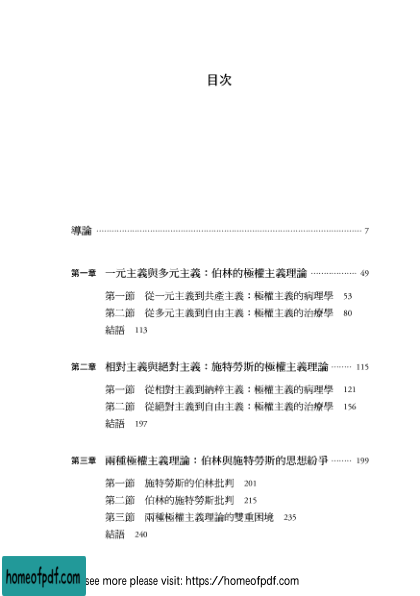 目次
導論 7
第一章 一元主義與多元主義：伯林的極權主義理論 49
第一節 從一元主義到共產主義：極權主義的病理學 53
第二節 從多元主義到自由主義：極權主義的治療學 80
結語 113
第二章 相對主義與絕對主義：施特勞斯的極權主義理論 115
第一節 從相對主義到納粹主義：極權主義的病理學 121
第二節 從絕對主義到自由主義：極權主義的治療學 156
結語 197
第三章 兩種極權主義理論：伯林與施特勞斯的思想紛爭 199
第一節 施特勞斯的伯林批判 201
第二節 伯林的施特勞斯批判 215
第三節 兩種極權主義理論的雙重困境 235
結語 240
homeofpdf.com
see more please visit: https://homeofpdf.com